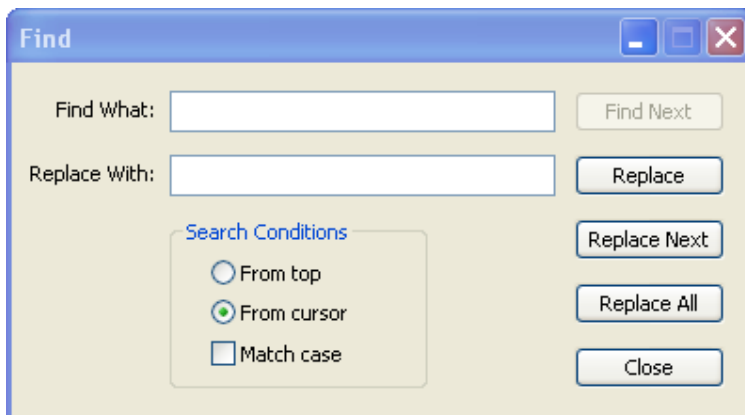 Find
Find What:
Find Next
Replace With:
Replace
Search Conditions
Replace Next
From top
From cursor
Replace All
Match case
Close